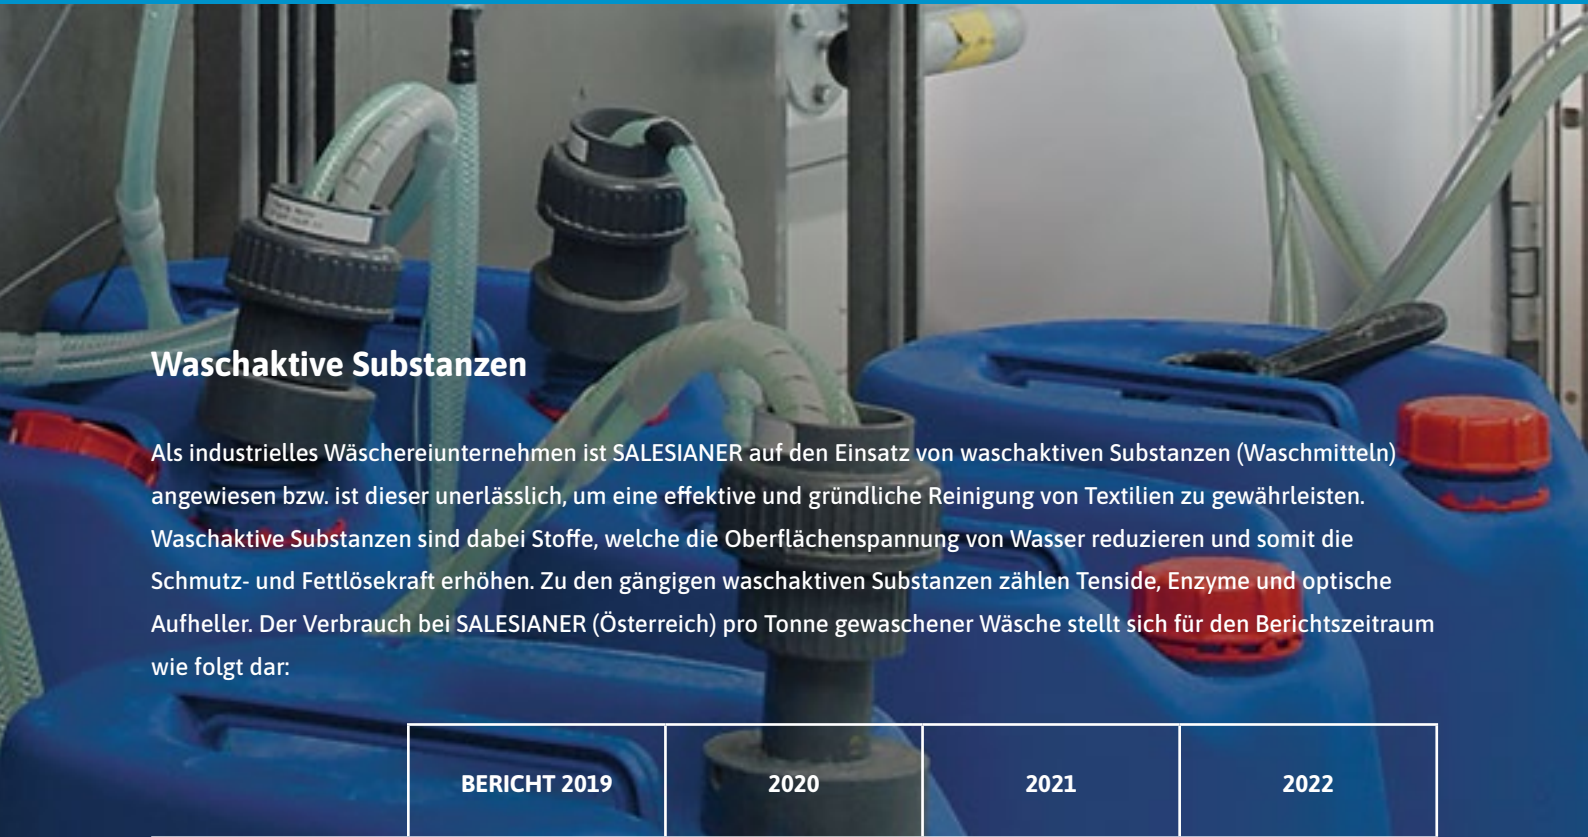 Waschaktive Substanzen
Als industrielles Wäschereiunternehmen ist SALESIANER auf den Einsatz von waschaktiven Substanzen (Waschmitteln)
angewiesen bzw. ist dieser unerlässlich, um eine effektive und gründliche Reinigung von Textilien zu gewährleisten.
Waschaktive Substanzen sind dabei Stoffe, welche die Oberflächenspannung von Wasser reduzieren und somit die
Schmutz- und Fettlösekraft erhöhen. Zu den gängigen waschaktiven Substanzen zählen Tenside, Enzyme und optische
Aufheller. Der Verbrauch bei SALESIANER (Österreich) pro Tonne gewaschener Wäsche stellt sich für den Berichtszeitraum
wie folgt dar:
BERICHT 2019 2020 2021 2022